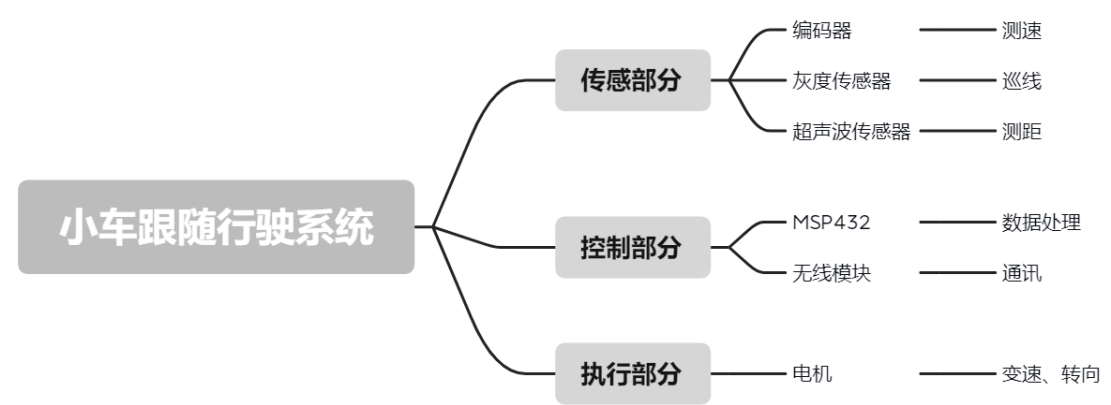 小车跟随行驶系统
传感部分
编码器 测速
灰度传感器 巡线
超声波传感器 测距
控制部分
MSP432 数据处理
无线模块 通讯
执行部分
电机 变速、转向